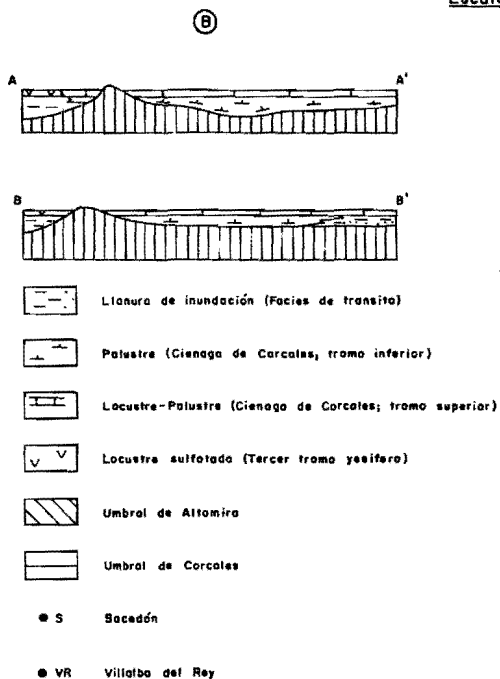 B
A A'
B B'
Llanura de inundación (Facies de transito)
Palustre (Cienaga de Corcoles; tramo inferior)
Lacustre-Palustre (Cienaga de Corcoles; tramo superior)
Lacustre sulfatada (Tercer tramo yesifero)
Umbral de Altomira
Umbral de Corcoles
S Sacedón
VR Villalba del Rey